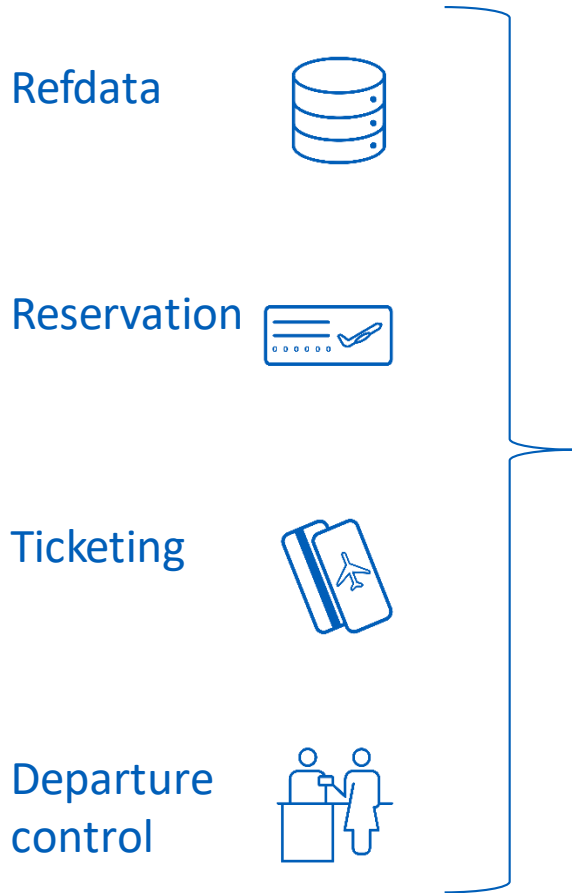 Refdata
Reservation
Ticketing
Departure
control